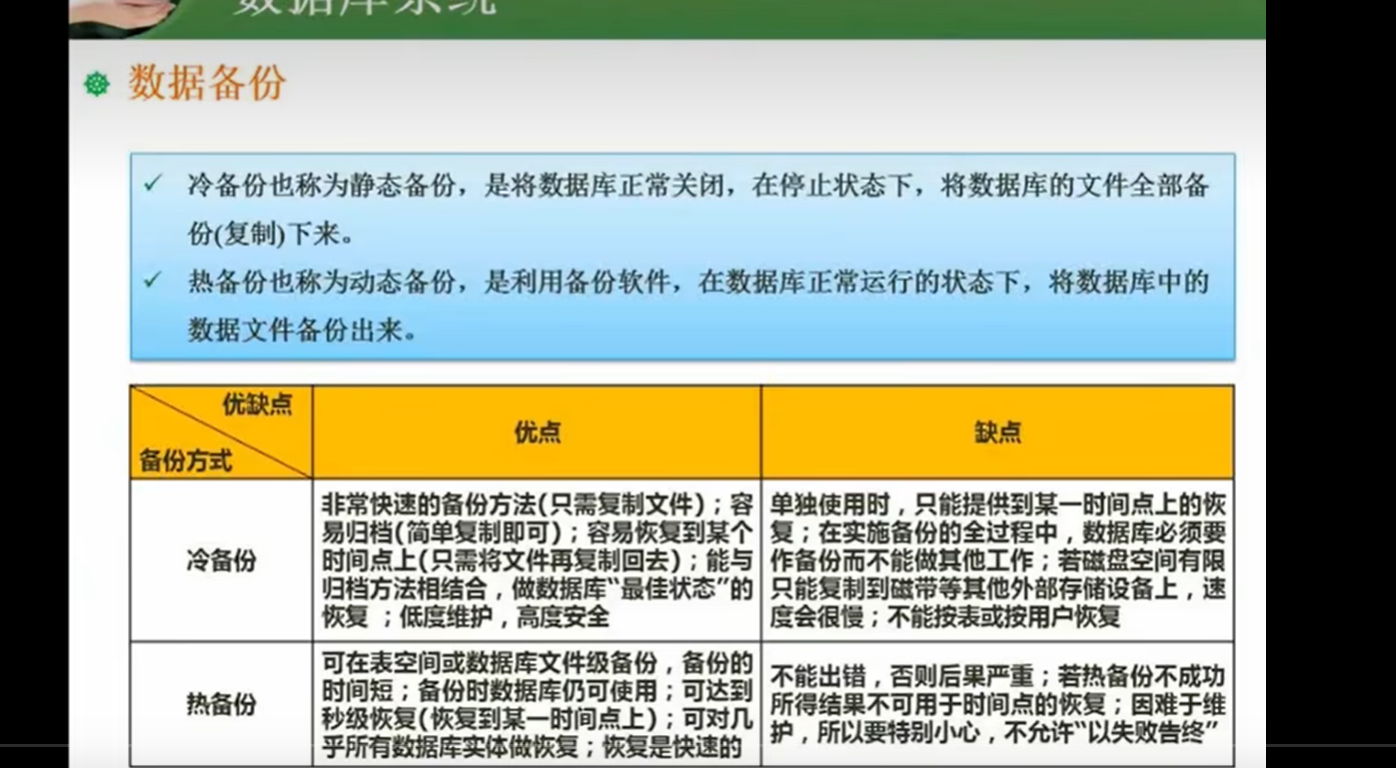 数据库系统
数据备份
冷备份也称为静态备份，是将数据库正常关闭，在停止状态下，将数据库的文件全部备
份(复制)下来。
热备份也称为动态备份，是利用备份软件，在数据库正常运行的状态下，将数据库中的
数据文件备份出来。
优缺点
备份方式
优点
缺点
冷备份
非常快速的备份方法(只需复制文件)；容
易归档(简单复制即可)；容易恢复到某个
时间点上(只需将文件再复制回去)；能与
归档方法相结合，做数据库“最佳状态”的
恢复 ；低度维护，高度安全
单独使用时，只能提供到某一时间点上的恢
复；在实施备份的全过程中，数据库必须要
作备份而不能做其他工作；若磁盘空间有限
只能复制到磁带等其他外部存储设备上，速
度会很慢；不能按表或按用户恢复
热备份
可在表空间或数据库文件级备份，备份的
时间短；备份时数据库仍可使用；可达到
秒级恢复(恢复到某一时间点上)；可对几
乎所有数据库实体做恢复；恢复是快速的
不能出错，否则后果严重；若热备份不成功
所得结果不可用于时间点的恢复；因难于维
护，所以要特别小心，不允许“以失败告终”